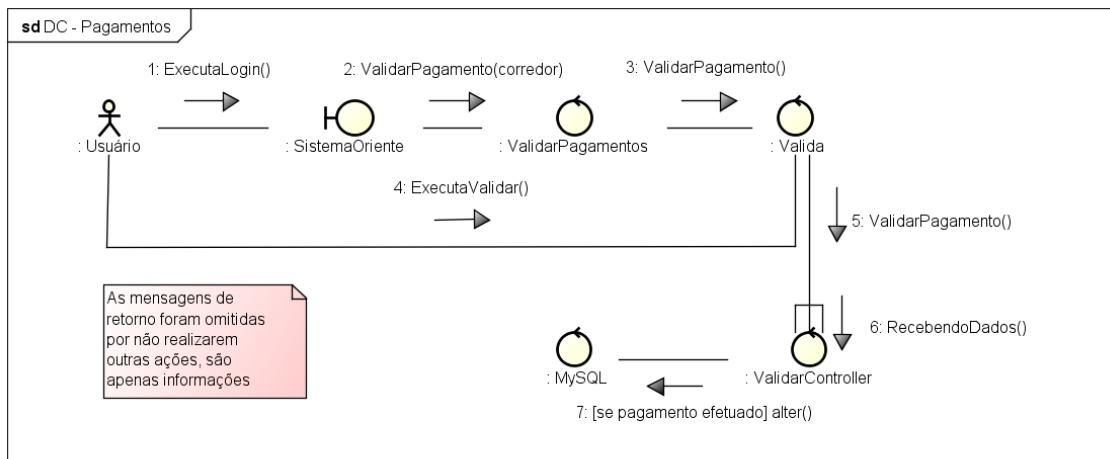 sd DC - Pagamentos
1: ExecutaLogin()
2: ValidarPagamento(corredor)
3: ValidarPagamento()
: Usuário
: SistemaOriente
: ValidarPagamentos
: Valida
4: ExecutaValidar()
5: ValidarPagamento()
As mensagens de
retorno foram omitidas
por não realizarem
outras ações, são
apenas informações
6: RecebendoDados()
: MySQL
: ValidarController
7: [se pagamento efetuado] alter()